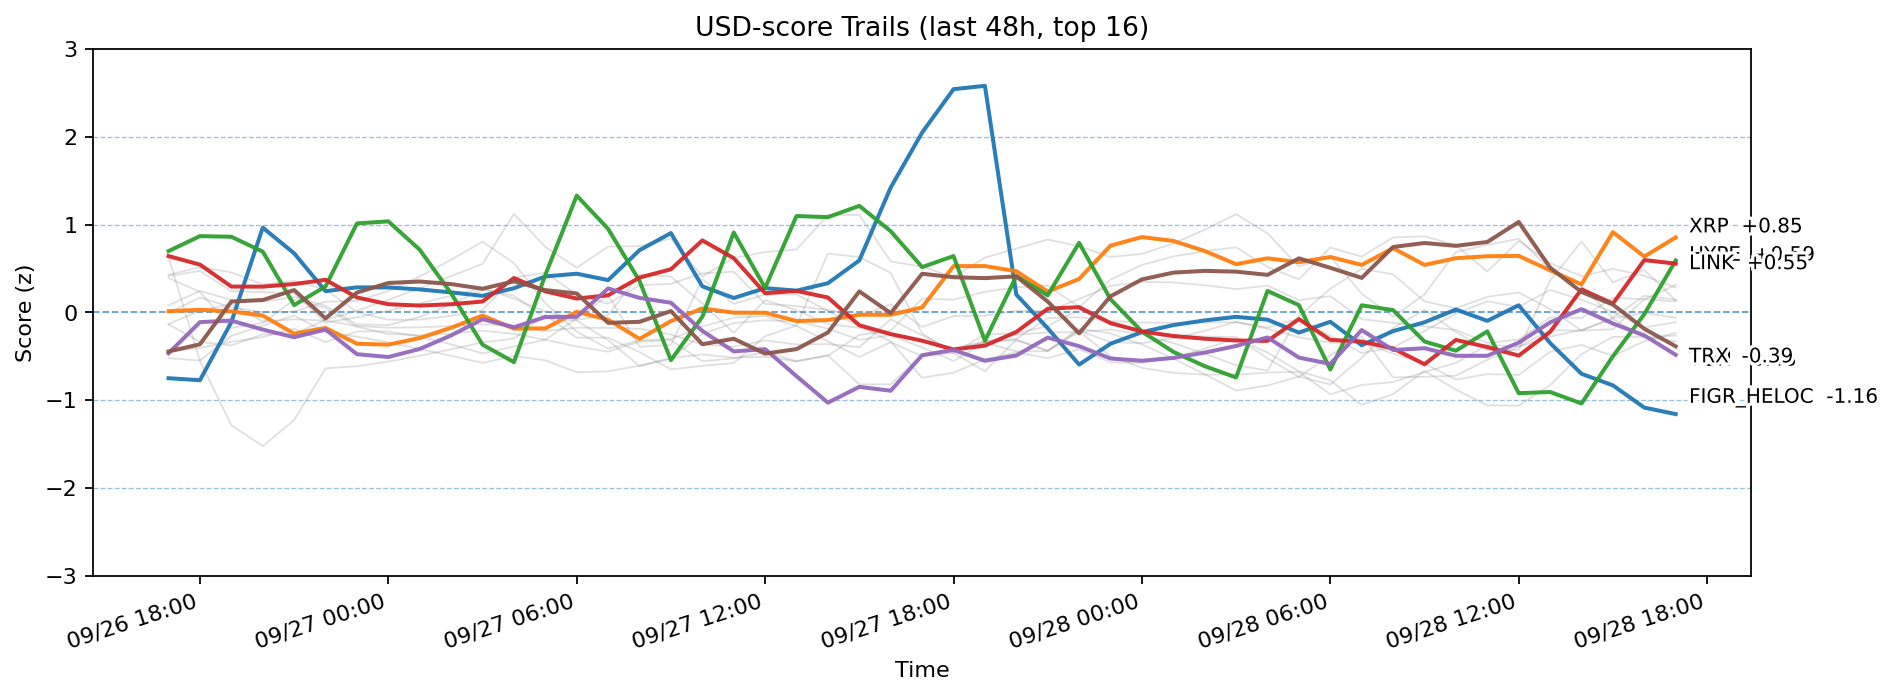 USD-score Trails (last 48h, top 16)
Score (z)
3
2
1
0
−1
−2
−3
XRP +0.85
HYPE +0.59
LINK +0.55
TRX -0.39
FIGR_HELOC -1.16
09/26 18:00
09/27 00:00
09/27 06:00
09/27 12:00
09/27 18:00
09/28 00:00
09/28 06:00
09/28 12:00
09/28 18:00
Time